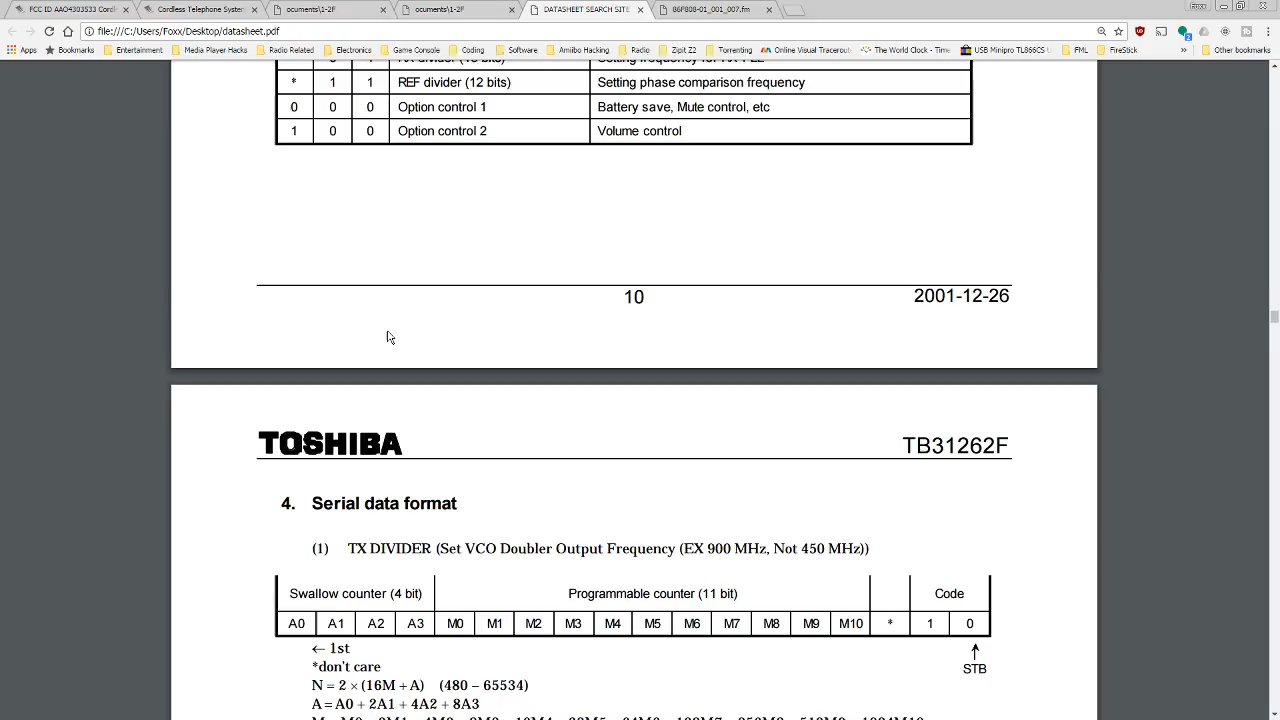 FCC ID AAO4303533 Cordl
Cordless Telephone System
ocuments\1-2F
ocuments\1-2F
DATASHEET SEARCH SITE
86F808-01_001_007.fm
file:///C:/Users/Foxx/Desktop/datasheet.pdf
Apps Bookmarks Entertainment Media Player Hacks Radio Related Electronics Game Console Coding Software Amiibo Hacking Radio Zipit Z2 Torrenting Online Visual Traceroute The World Clock - Time USB Minipro TL866CS U FML FireStick » Other bookmarks
* 1 1 REF divider (12 bits) Setting phase comparison frequency
0 0 0 Option control 1 Battery save, Mute control, etc
1 0 0 Option control 2 Volume control
10 2001-12-26
TOSHIBA TB31262F
4. Serial data format
(1) TX DIVIDER (Set VCO Doubler Output Frequency (EX 900 MHz, Not 450 MHz))
Swallow counter (4 bit) Programmable counter (11 bit) Code
A0 A1 A2 A3 M0 M1 M2 M3 M4 M5 M6 M7 M8 M9 M10 * 1 0
← 1st
STB
*don't care
N = 2 × (16M + A) (480 − 65534)
A = A0 + 2A1 + 4A2 + 8A3